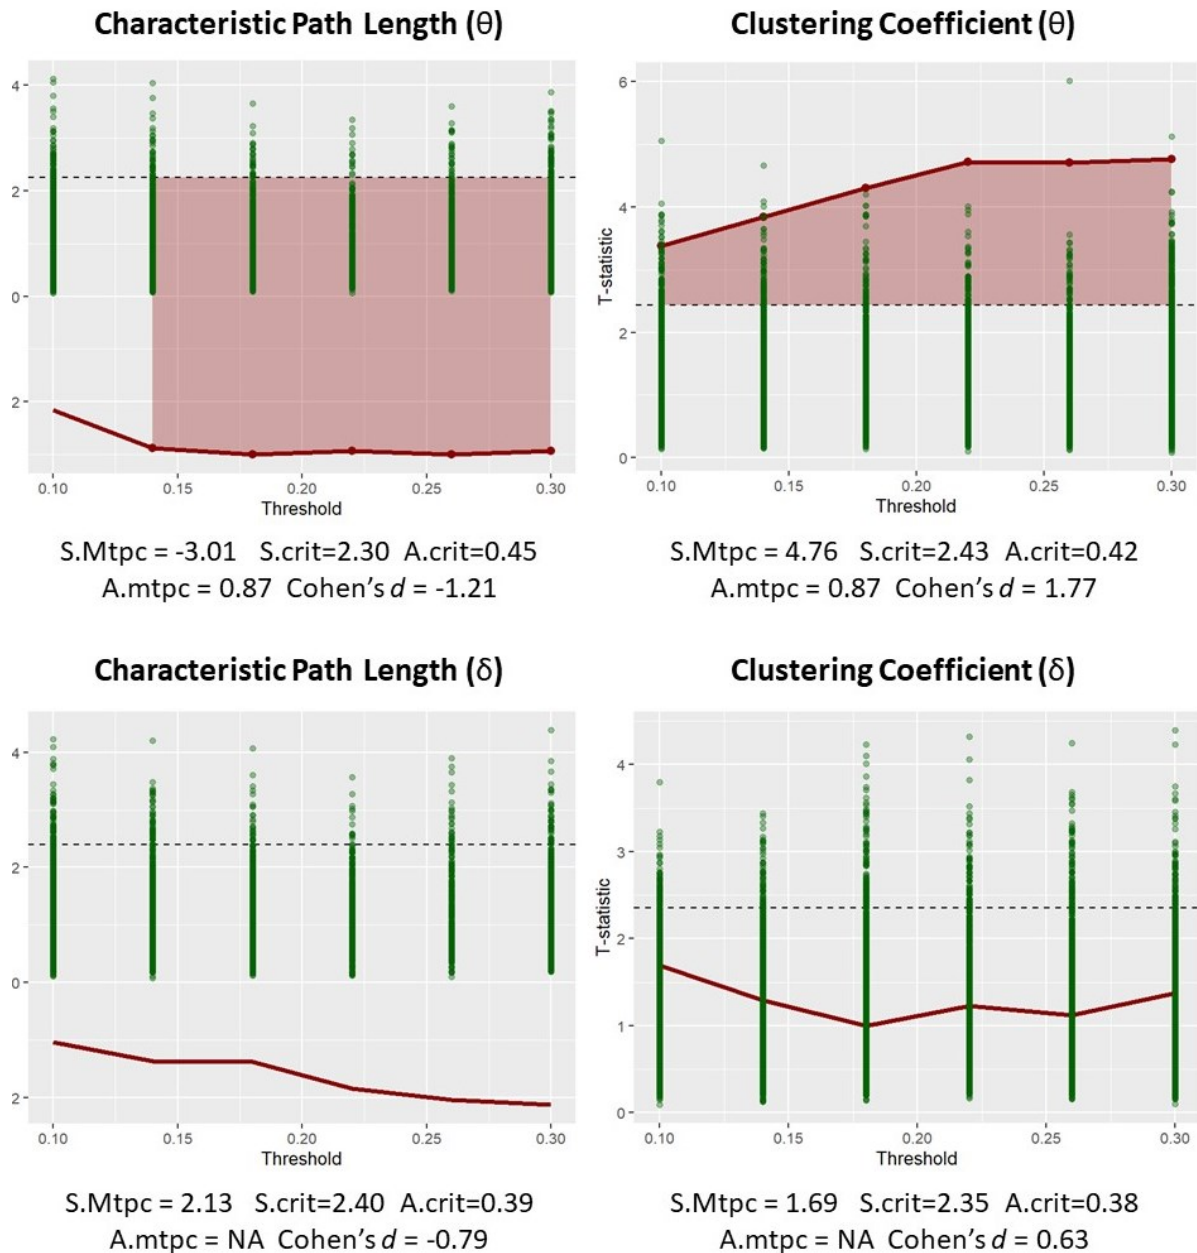 Characteristic Path Length (θ)
4
2
0
2
0.10 0.15 0.20 0.25 0.30
Threshold
S.Mtpc = -3.01 S.crit=2.30 A.crit=0.45
A.mtpc = 0.87 Cohen's d = -1.21
Clustering Coefficient (θ)
T-statistic
6
4
2
0
0.10 0.15 0.20 0.25 0.30
Threshold
S.Mtpc = 4.76 S.crit=2.43 A.crit=0.42
A.mtpc = 0.87 Cohen's d = 1.77
Characteristic Path Length (δ)
4
2
0
2
0.10 0.15 0.20 0.25 0.30
Threshold
S.Mtpc = 2.13 S.crit=2.40 A.crit=0.39
A.mtpc = NA Cohen's d = -0.79
Clustering Coefficient (δ)
T-statistic
4
3
2
1
0
0.10 0.15 0.20 0.25 0.30
Threshold
S.Mtpc = 1.69 S.crit=2.35 A.crit=0.38
A.mtpc = NA Cohen's d = 0.63